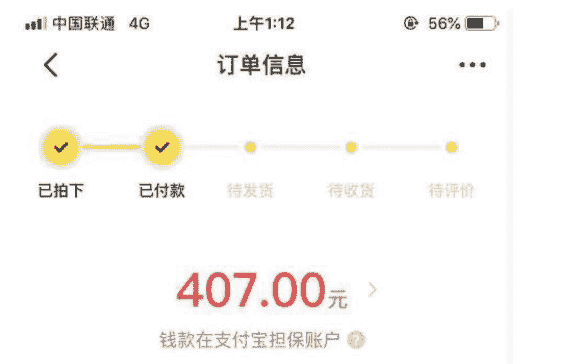 中国联通 4G 上午1:12 56%
订单信息
已拍下 已付款 待发货 待收货 待评价
407.00元
钱款在支付宝担保账户 ?